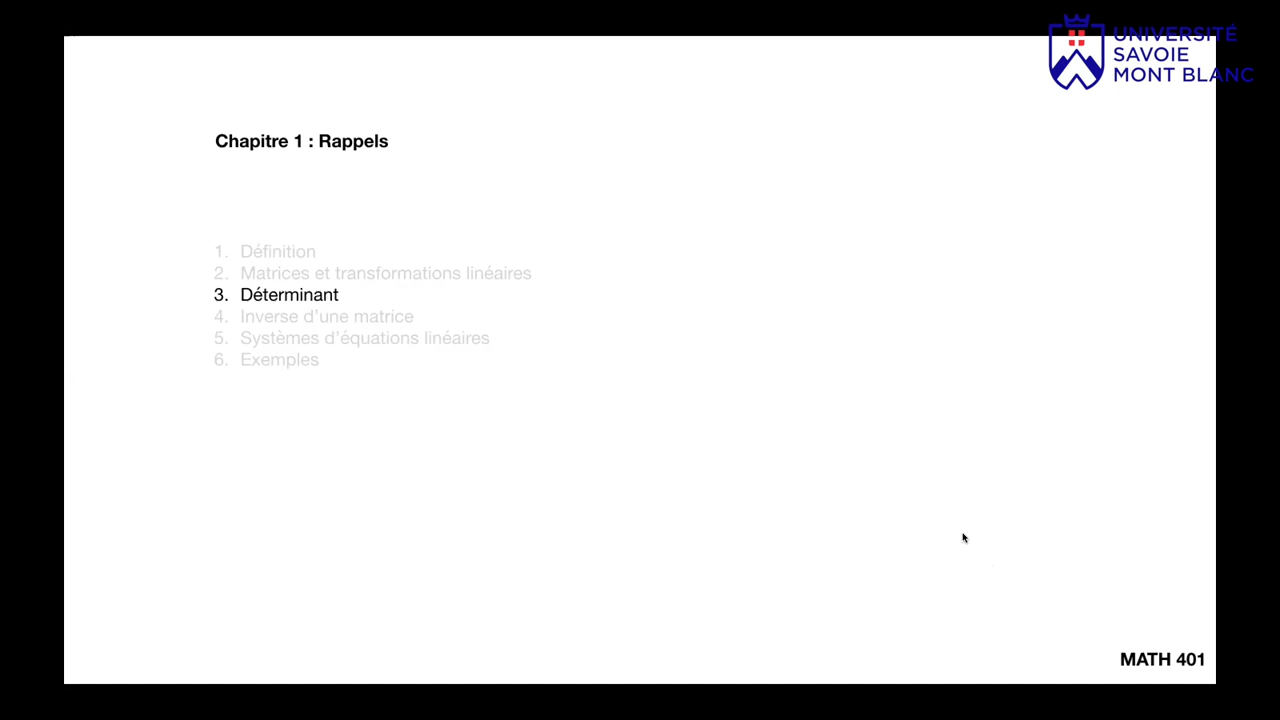 UNIVERSITÉ
SAVOIE
MONT BLANC
Chapitre 1 : Rappels
1. Définition
2. Matrices et transformations linéaires
3. Déterminant
4. Inverse d'une matrice
5. Systèmes d'équations linéaires
6. Exemples
MATH 401